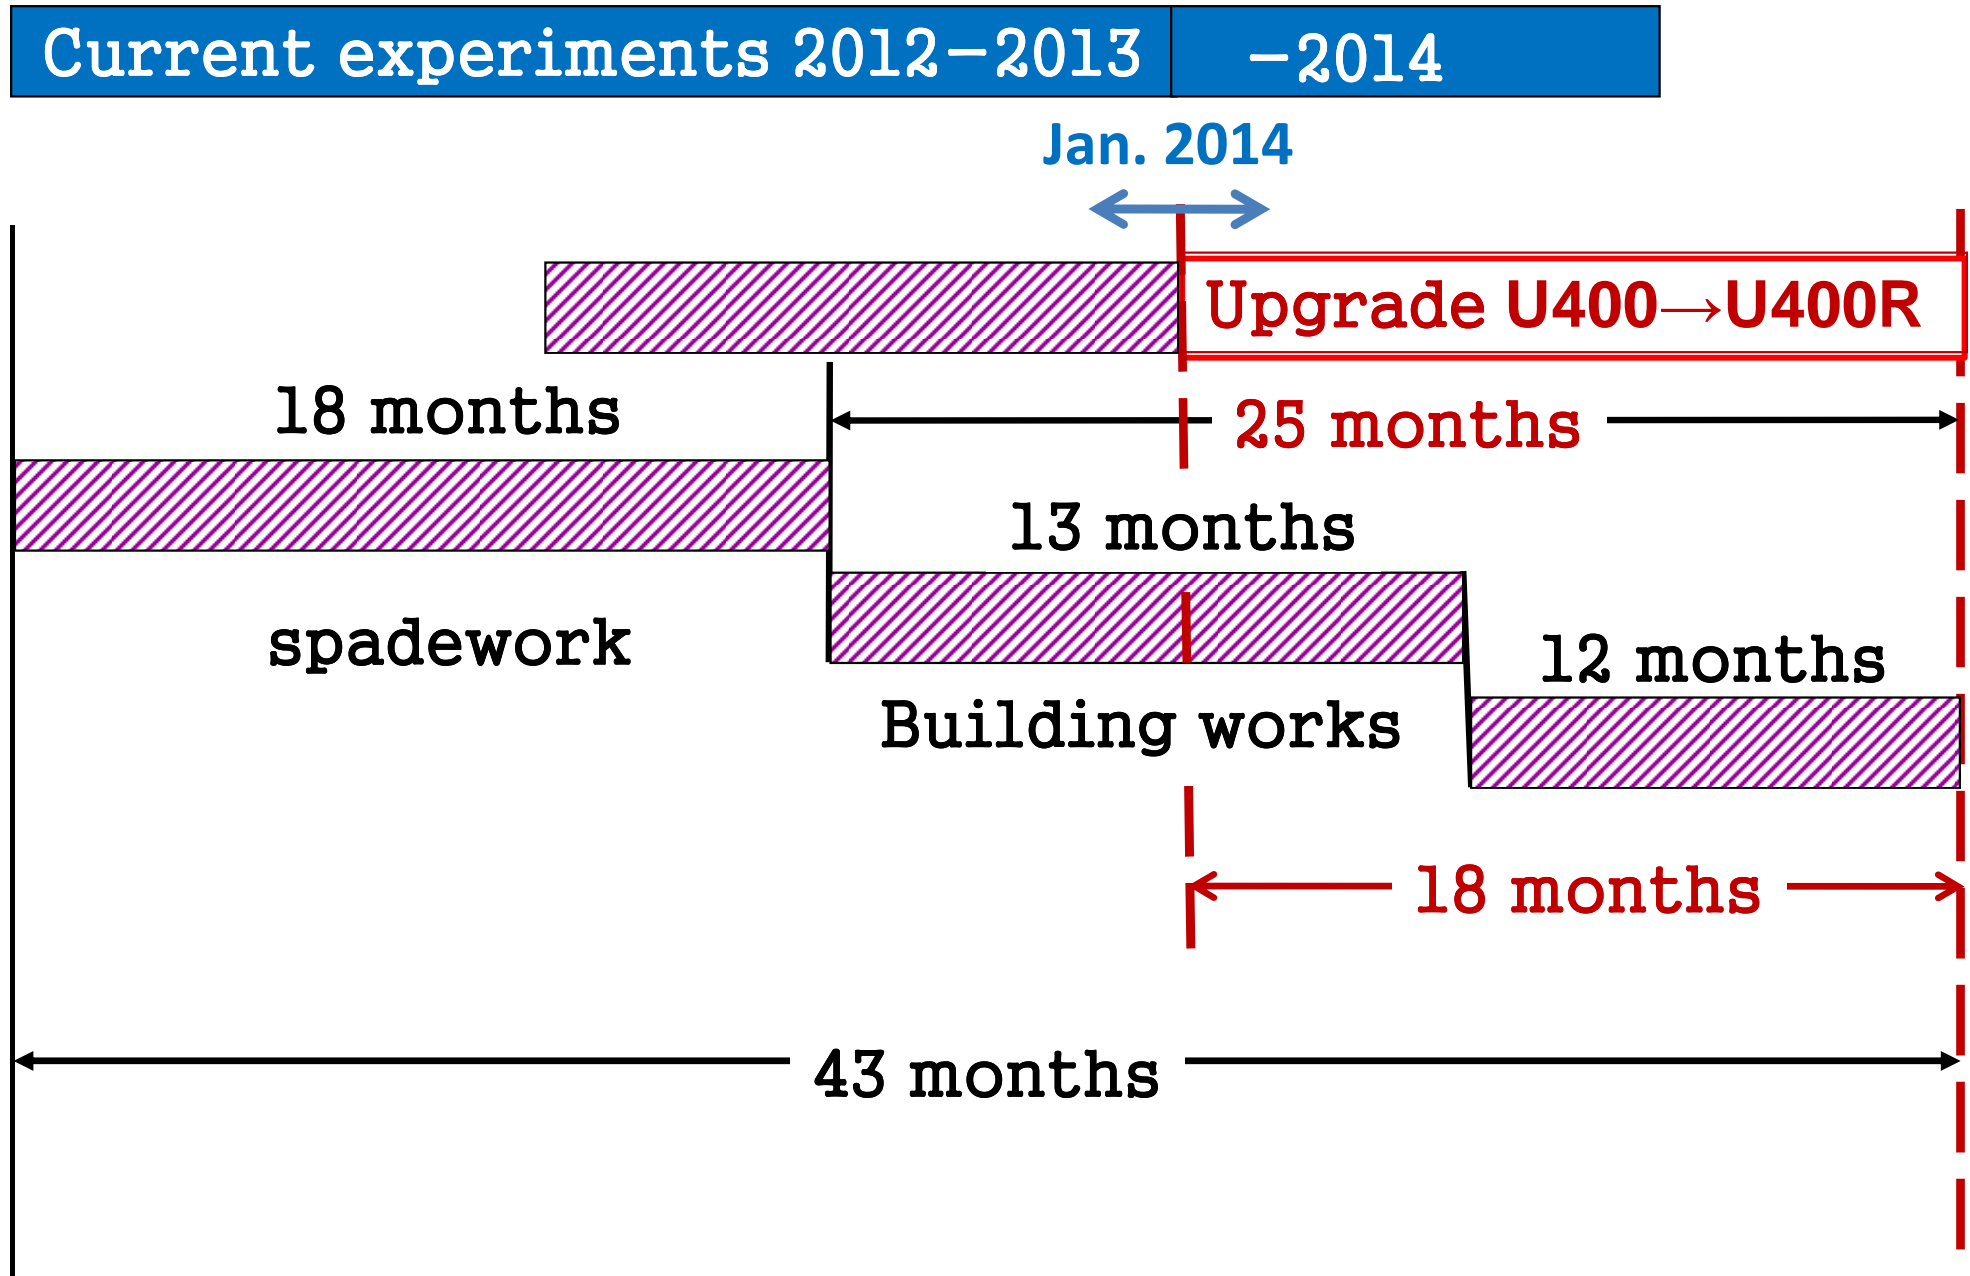 Current experiments 2012-2013
-2014
Jan. 2014
Upgrade U400→U400R
18 months
25 months
13 months
spadework
12 months
Building works
18 months
43 months